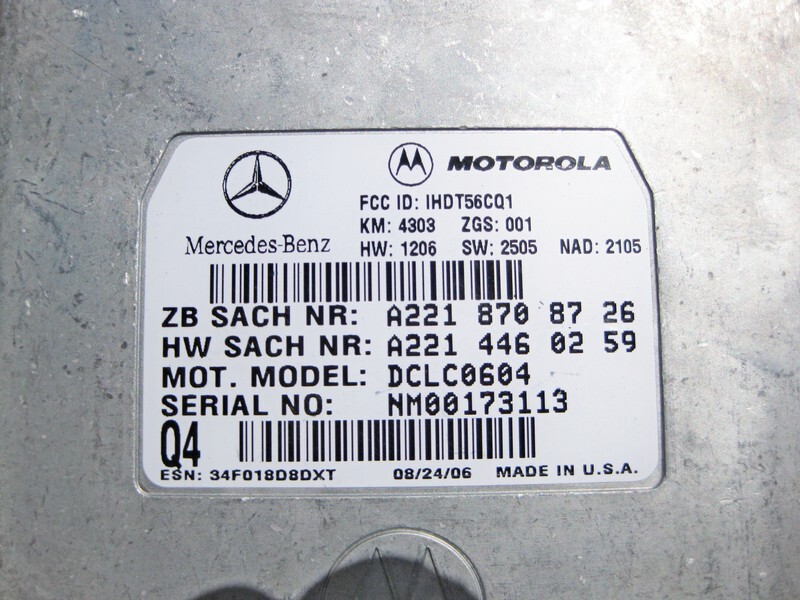 MOTOROLA
FCC ID: IHDT56CQ1
KM: 4303 ZGS: 001
Mercedes-Benz
HW: 1206 SW: 2505 NAD: 2105
ZB SACH NR: A221 870 87 26
HW SACH NR: A221 446 02 59
MOT. MODEL: DCLC0604
SERIAL NO: NM00173113
Q4
ESN: 34F018D8DXT 08/24/06 MADE IN U.S.A.